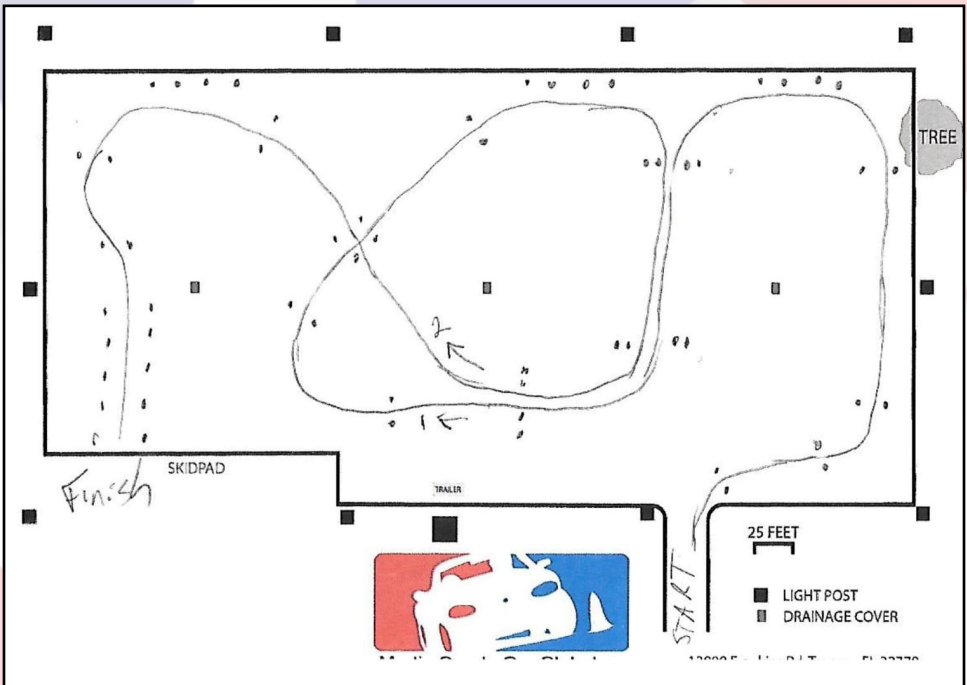 TREE
2
1
SKIDPAD
Finish
TRAILER
START
25 FEET
LIGHT POST
DRAINAGE COVER